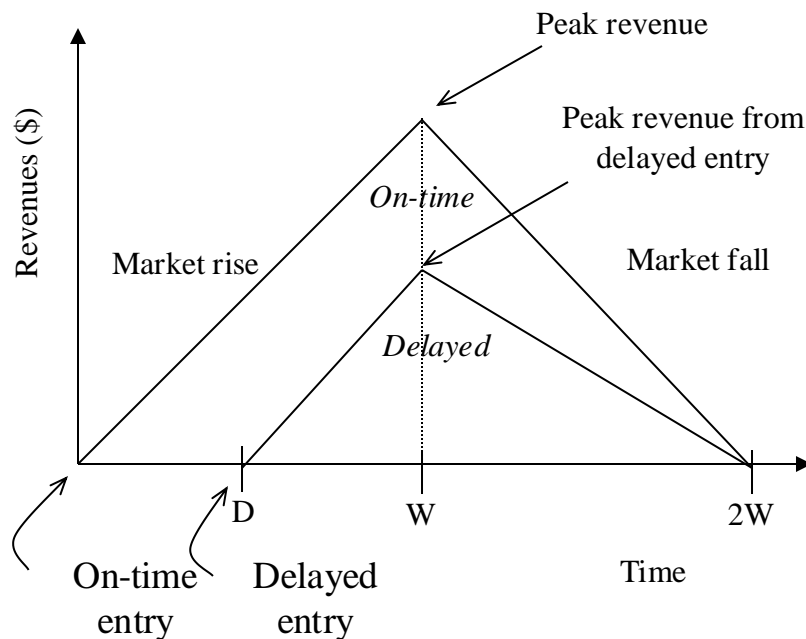 Peak revenue
Peak revenue from
delayed entry
Revenues ($)
On-time
Market rise
Market fall
Delayed
D
W
2W
On-time
entry
Delayed
entry
Time